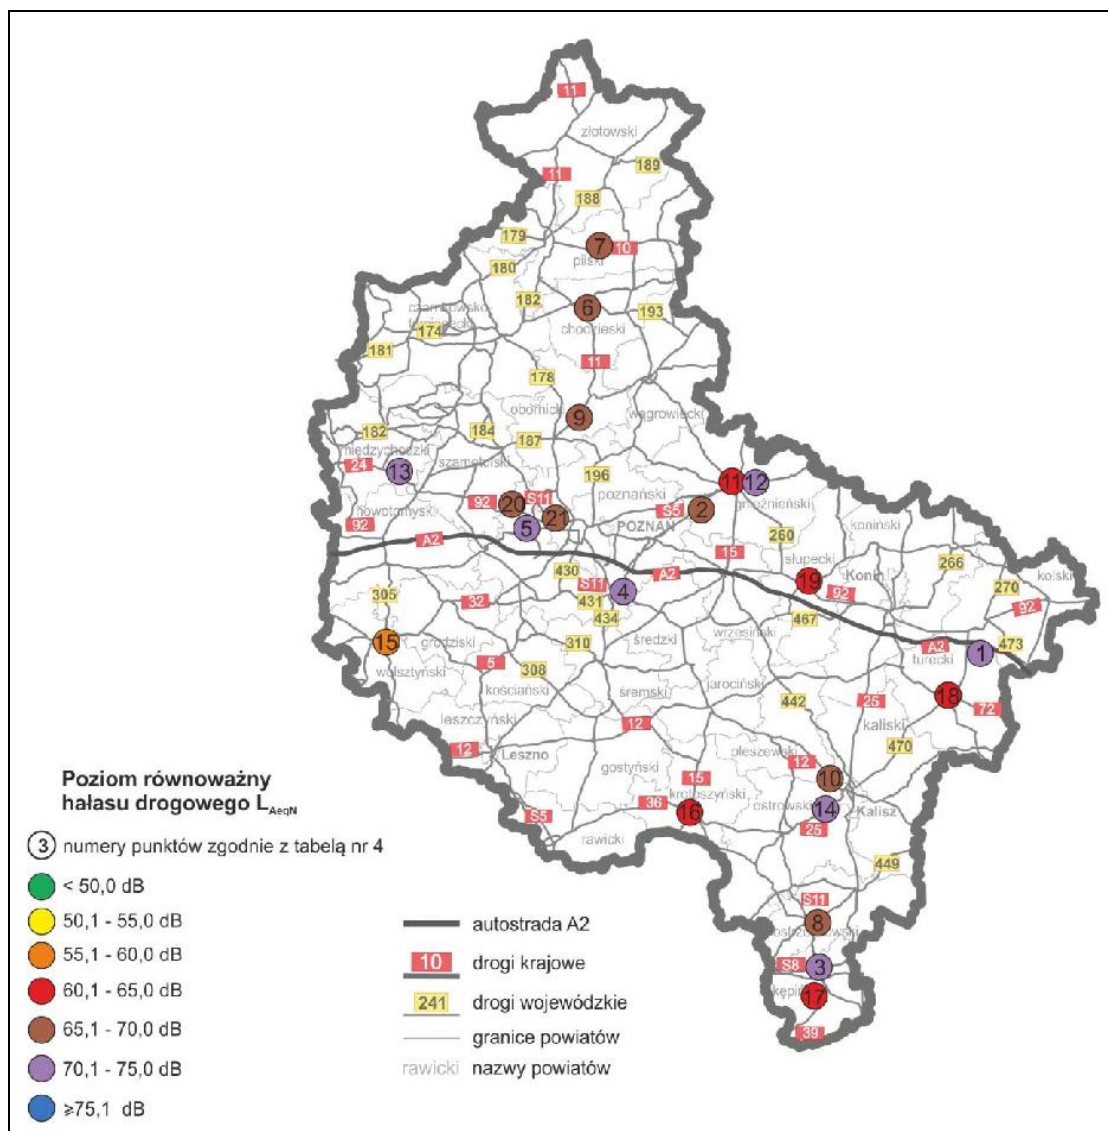 11
złotowski
189
11
188
179
7
10
pilski
180
182
6
193
chodzieski
174
181
11
178
obornicki
9
wągrowiecki
182
184
187
międzychodzki
24
13
szamotulski
196
11
12
poznański
gnieźnieński
92
20
S11
2
S5
nowotomyski
5
21
POZNAŃ
koniński
92
260
A2
15
słupecki
430
Konin
266
kolski
S11
A2
4
19
270
305
32
431
92
92
434
467
15
grodziski
310
średzki
wrzesiński
473
A2
1
wolsztyński
5
308
turecki
kościański
śremski
jarociński
442
25
18
72
leszczyński
12
kaliski
12
Leszno
pleszewski
470
gostyński
12
10
15
36
krotoszyński
ostrowski
14
S5
16
Kalisz
25
rawicki
449
S11
8
S8
3
17
39
Poziom równoważny
hałasu drogowego L AeqN
3 numery punktów zgodnie z tabelą nr 4
< 50,0 dB
50,1 - 55,0 dB
55,1 - 60,0 dB
60,1 - 65,0 dB
65,1 - 70,0 dB
70,1 - 75,0 dB
⩾75,1 dB
autostrada A2
10 drogi krajowe
241 drogi wojewódzkie
granice powiatów
rawicki nazwy powiatów